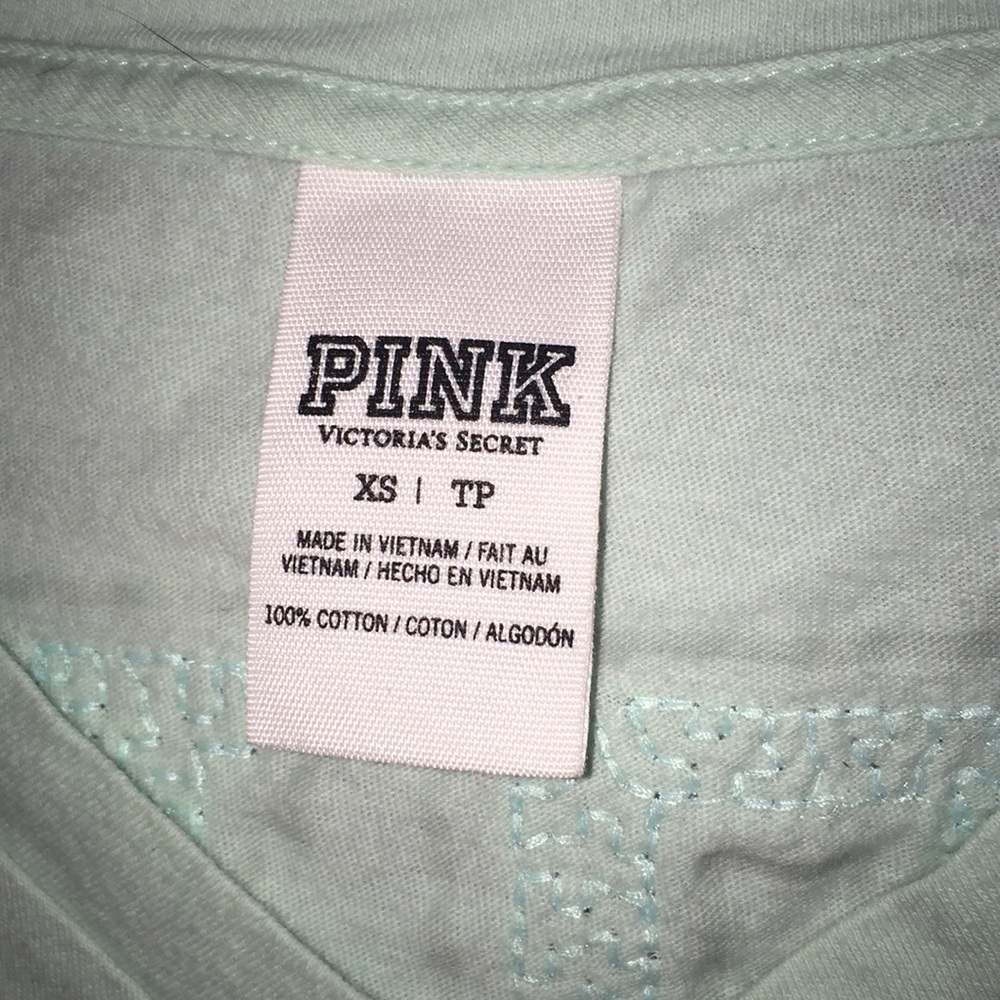 PINK
VICTORIA'S SECRET
XS | TP
MADE IN VIETNAM / FAIT AU
VIETNAM / HECHO EN VIETNAM
100% COTTON / COTON / ALGODÓN